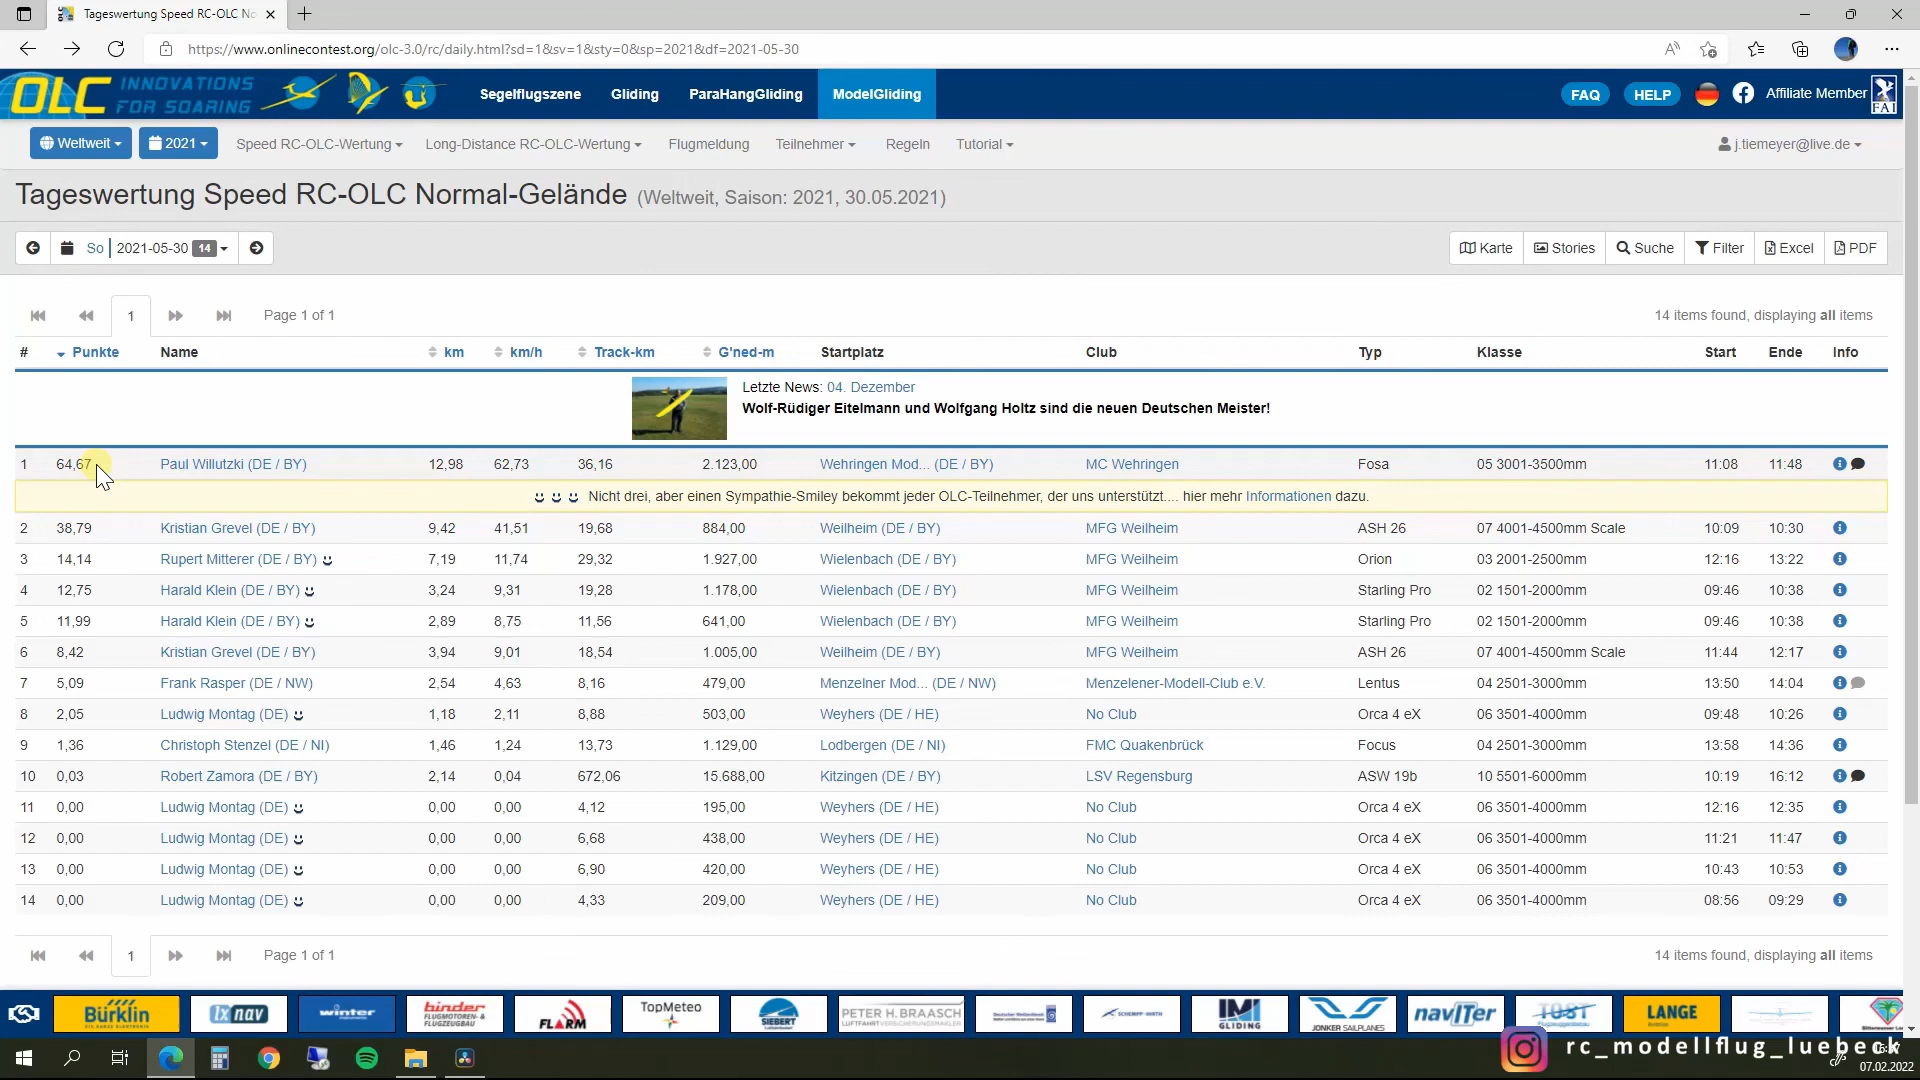 Tageswertung Speed RC-OLC No
https://www.onlinecontest.org/olc-3.0/rc/daily.html?sd=1&sv=1&sty=0&sp=2021&df=2021-05-30
OLC INNOVATIONS FOR SOARING
Segelflugszene Gliding ParaHangGliding ModelGliding FAQ HELP Affiliate Member FAI
Weltweit 2021 Speed RC-OLC-Wertung Long-Distance RC-OLC-Wertung Flugmeldung Teilnehmer Regeln Tutorial j.tiemeyer@live.de
Tageswertung Speed RC-OLC Normal-Gelände (Weltweit, Saison: 2021, 30.05.2021)
So 2021-05-30 14 Karte Stories Suche Filter Excel PDF
1 Page 1 of 1 14 items found, displaying all items
# Punkte Name km km/h Track-km G'ned-m Startplatz Club Typ Klasse Start Ende Info
Letzte News: 04. Dezember
Wolf-Rüdiger Eitelmann und Wolfgang Holtz sind die neuen Deutschen Meister!
1 64,67 Paul Willutzki (DE / BY) 12,98 62,73 36,16 2.123,00 Wehringen Mod... (DE / BY) MC Wehringen Fosa 05 3001-3500mm 11:08 11:48
Nicht drei, aber einen Sympathie-Smiley bekommt jeder OLC-Teilnehmer, der uns unterstützt.... hier mehr Informationen dazu.
2 38,79 Kristian Grevel (DE / BY) 9,42 41,51 19,68 884,00 Weilheim (DE / BY) MFG Weilheim ASH 26 07 4001-4500mm Scale 10:09 10:30
3 14,14 Rupert Mitterer (DE / BY) 7,19 11,74 29,32 1.927,00 Wielenbach (DE / BY) MFG Weilheim Orion 03 2001-2500mm 12:16 13:22
4 12,75 Harald Klein (DE / BY) 3,24 9,31 19,28 1.178,00 Wielenbach (DE / BY) MFG Weilheim Starling Pro 02 1501-2000mm 09:46 10:38
5 11,99 Harald Klein (DE / BY) 2,89 8,75 11,56 641,00 Wielenbach (DE / BY) MFG Weilheim Starling Pro 02 1501-2000mm 09:46 10:38
6 8,42 Kristian Grevel (DE / BY) 3,94 9,01 18,54 1.005,00 Weilheim (DE / BY) MFG Weilheim ASH 26 07 4001-4500mm Scale 11:44 12:17
7 5,09 Frank Rasper (DE / NW) 2,54 4,63 8,16 479,00 Menzelner Mod... (DE / NW) Menzelener-Modell-Club e.V. Lentus 04 2501-3000mm 13:50 14:04
8 2,05 Ludwig Montag (DE) 1,18 2,11 8,88 503,00 Weyhers (DE / HE) No Club Orca 4 eX 06 3501-4000mm 09:48 10:26
9 1,36 Christoph Stenzel (DE / NI) 1,46 1,24 13,73 1.129,00 Lodbergen (DE / NI) FMC Quakenbrück Focus 04 2501-3000mm 13:58 14:36
10 0,03 Robert Zamora (DE / BY) 2,14 0,04 672,06 15.688,00 Kitzingen (DE / BY) LSV Regensburg ASW 19b 10 5501-6000mm 10:19 16:12
11 0,00 Ludwig Montag (DE) 0,00 0,00 4,12 195,00 Weyhers (DE / HE) No Club Orca 4 eX 06 3501-4000mm 12:16 12:35
12 0,00 Ludwig Montag (DE) 0,00 0,00 6,68 438,00 Weyhers (DE / HE) No Club Orca 4 eX 06 3501-4000mm 11:21 11:47
13 0,00 Ludwig Montag (DE) 0,00 0,00 6,90 420,00 Weyhers (DE / HE) No Club Orca 4 eX 06 3501-4000mm 10:43 10:53
14 0,00 Ludwig Montag (DE) 0,00 0,00 4,33 209,00 Weyhers (DE / HE) No Club Orca 4 eX 06 3501-4000mm 08:56 09:29
1 Page 1 of 1 14 items found, displaying all items
Bürklin lx nav winter binder FLUGMOTOREN- & FLUGZEUGBAU FLARM TopMeteo SIEBERT PETER H. BRAASCH LUFTFAHRTVERSICHERUNGSMAKLER SCHEMPP-HIRTH IMI GLIDING JONKER SAILPLANES navITer TOST LANGE
rc_modellflug_luebeck
07.02.2022